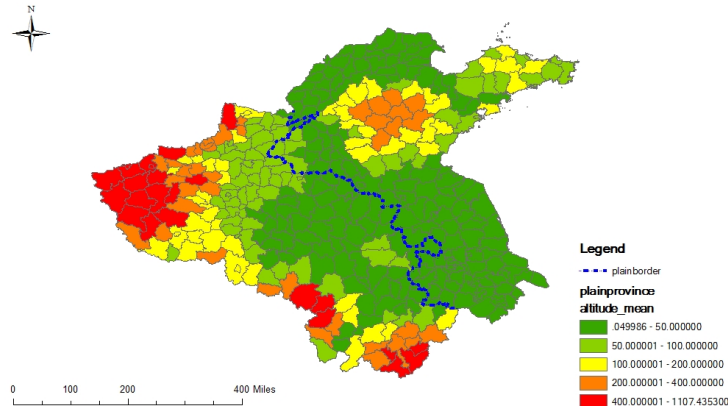 N
Legend
plainborder
plainprovince
altitude_mean
.049986 - 50.000000
50.000001 - 100.000000
100.000001 - 200.000000
200.000001 - 400.000000
400.000001 - 1107.435300
0 100 200 400 Miles